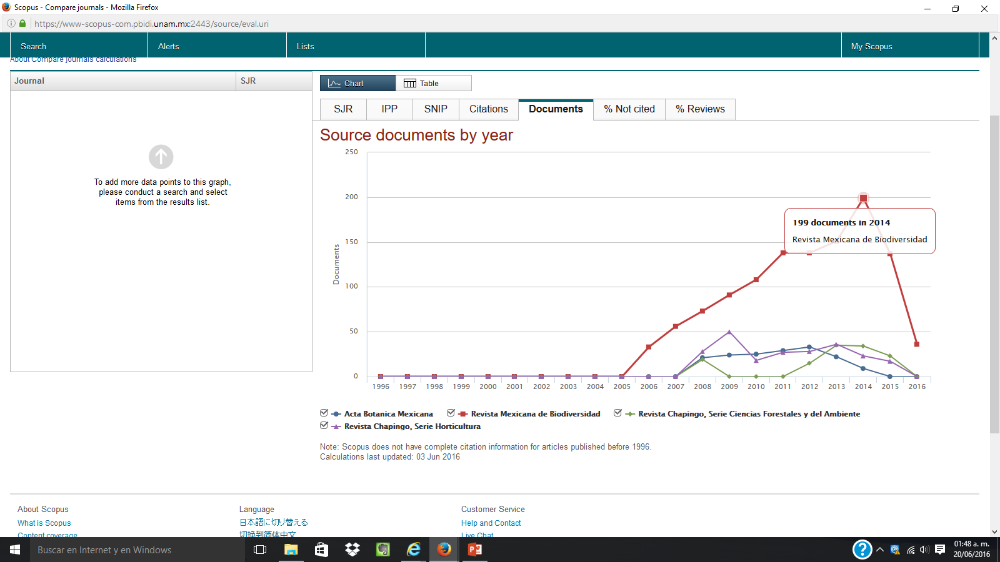 Scopus - Compare journals - Mozilla Firefox
https://www-scopus-com.pbidi.unam.mx:2443/source/eval.uri
Search Alerts Lists My Scopus
About Compare journals calculations
Journal SJR
To add more data points to this graph,
please conduct a search and select
items from the results list.
Chart Table
SJR IPP SNIP Citations Documents % Not cited % Reviews
Source documents by year
250
200
150
100
50
0
Documents
199 documents in 2014
Revista Mexicana de Biodiversidad
1996 1997 1998 1999 2000 2001 2002 2003 2004 2005 2006 2007 2008 2009 2010 2011 2012 2013 2014 2015 2016
Acta Botanica Mexicana Revista Mexicana de Biodiversidad Revista Chapingo, Serie Ciencias Forestales y del Ambiente
Revista Chapingo, Serie Horticultura
Note: Scopus does not have complete citation information for articles published before 1996.
Calculations last updated: 03 Jun 2016
About Scopus
What is Scopus
Content coverage
Language
日本語に切り替える
切换到简体中文
Customer Service
Help and Contact
Live Chat
Buscar en Internet y en Windows
01:48 a. m.
20/06/2016